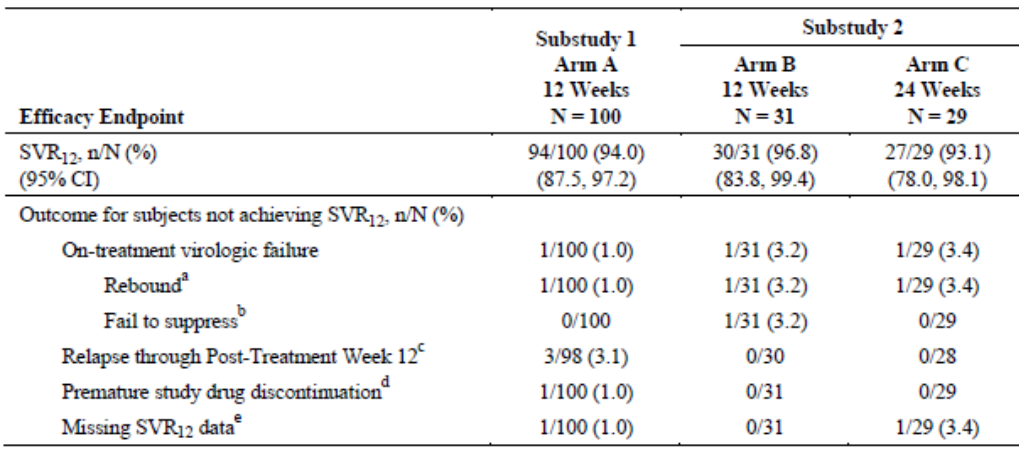 Substudy 1 Substudy 2
Arm A Arm B Arm C
12 Weeks 12 Weeks 24 Weeks
Efficacy Endpoint N = 100 N = 31 N = 29
SVR12, n/N (%) 94/100 (94.0) 30/31 (96.8) 27/29 (93.1)
(95% CI) (87.5, 97.2) (83.8, 99.4) (78.0, 98.1)
Outcome for subjects not achieving SVR12, n/N (%)
On-treatment virologic failure 1/100 (1.0) 1/31 (3.2) 1/29 (3.4)
Rebound^a 1/100 (1.0) 1/31 (3.2) 1/29 (3.4)
Fail to suppress^b 0/100 1/31 (3.2) 0/29
Relapse through Post-Treatment Week 12^c 3/98 (3.1) 0/30 0/28
Premature study drug discontinuation^d 1/100 (1.0) 0/31 0/29
Missing SVR12 data^e 1/100 (1.0) 0/31 1/29 (3.4)